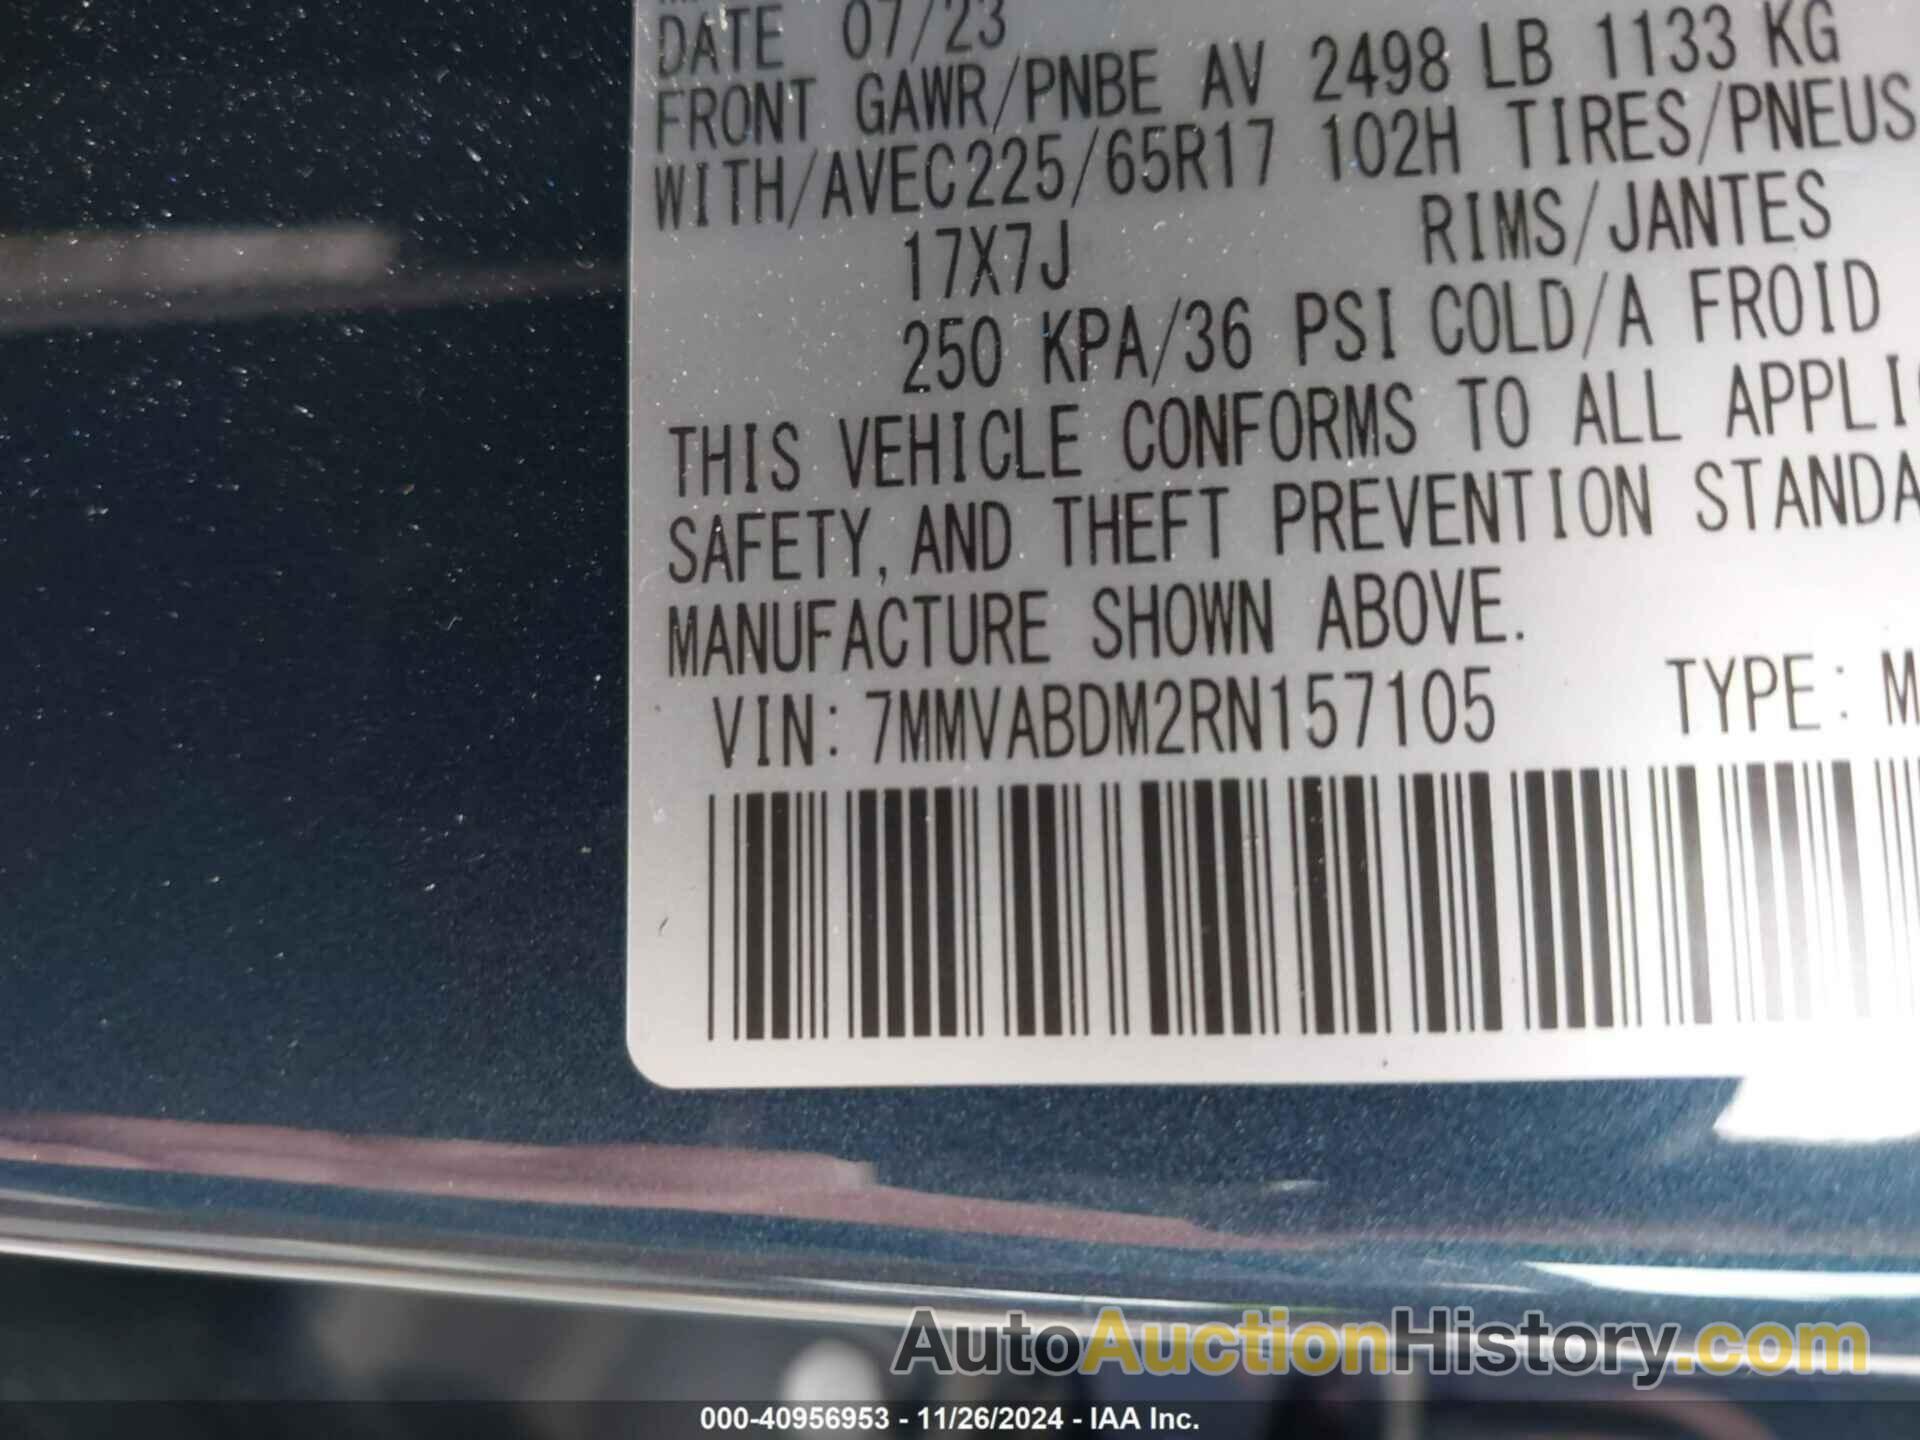 DATE 07/23
FRONT GAWR/PNBE AV 2498 LB 1133 KG
WITH/AVEC225/65R17 102H TIRES/PNEUS
17X7J RIMS/JANTES
250 KPA/36 PSI COLD/A FROID
THIS VEHICLE CONFORMS TO ALL APPLI
SAFETY, AND THEFT PREVENTION STANDA
MANUFACTURE SHOWN ABOVE.
VIN: 7MMVABDM2RN157105 TYPE: M
AutoAuctionHistory.com
000-40956953 - 11/26/2024 - IAA Inc.